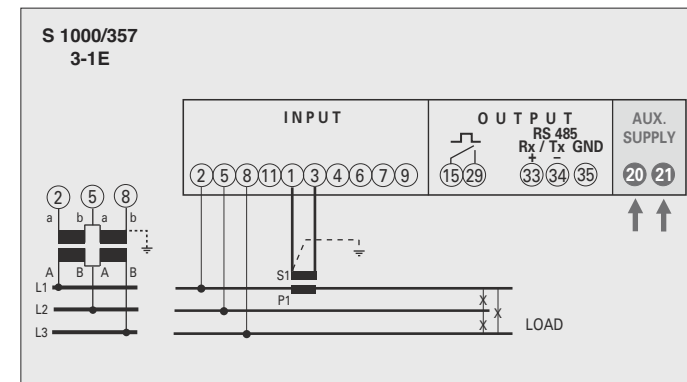 S 1000/357
3-1E
INPUT
OUTPUT
RS 485
Rx / Tx GND
+ −
AUX.
SUPPLY
2 5 8 11 1 3 4 6 7 9
15 29
33 34 35
20 21
2 5 8
a b a b
A B A B
L1
L2
L3
S1
P1
X X
X
LOAD